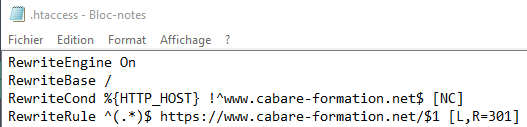 .htaccess - Bloc-notes
Fichier Edition Format Affichage ?
RewriteEngine On
RewriteBase /
RewriteCond %{HTTP_HOST} !^www.cabare-formation.net$ [NC]
RewriteRule ^(.*)$ https://www.cabare-formation.net/$1 [L,R=301]